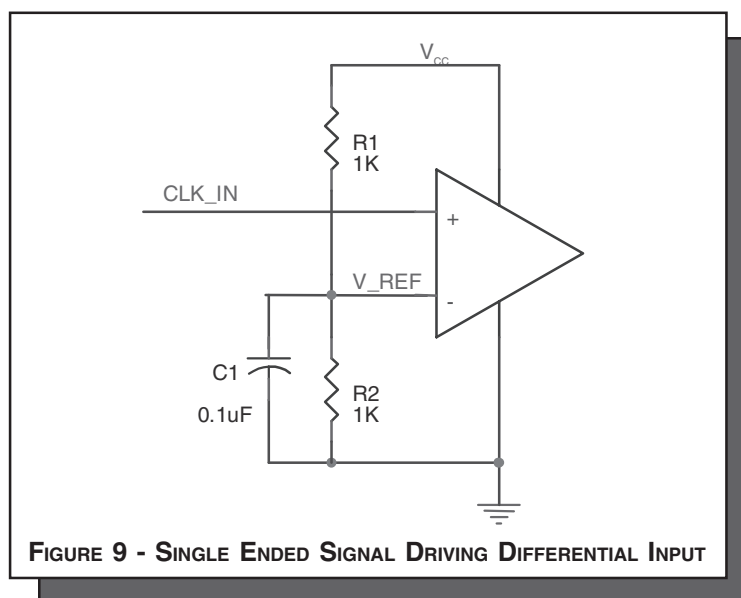 Vcc
R1
1K
CLK_IN
+
V_REF
-
C1
0.1uF
R2
1K
FIGURE 9 - SINGLE ENDED SIGNAL DRIVING DIFFERENTIAL INPUT